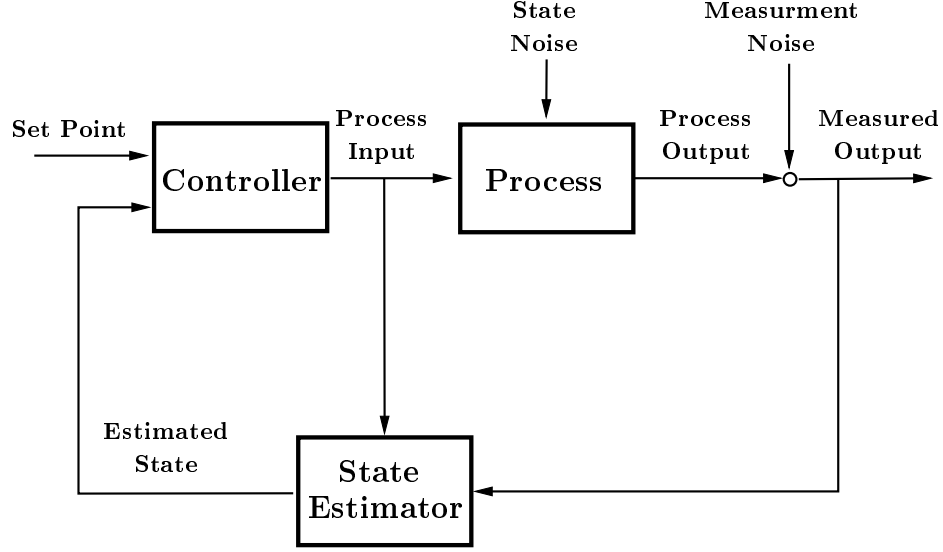 State
Noise
Measurment
Noise
Set Point
Process
Input
Process
Output
Measured
Output
Controller
Process
Estimated
State
State
Estimator